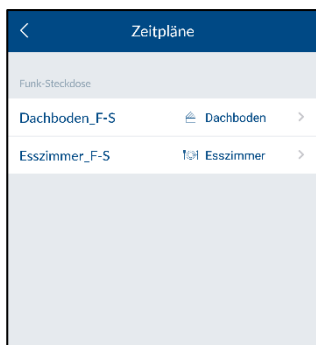 Zeitpläne
Funk-Steckdose
Dachboden_F-S Dachboden
Esszimmer_F-S Esszimmer